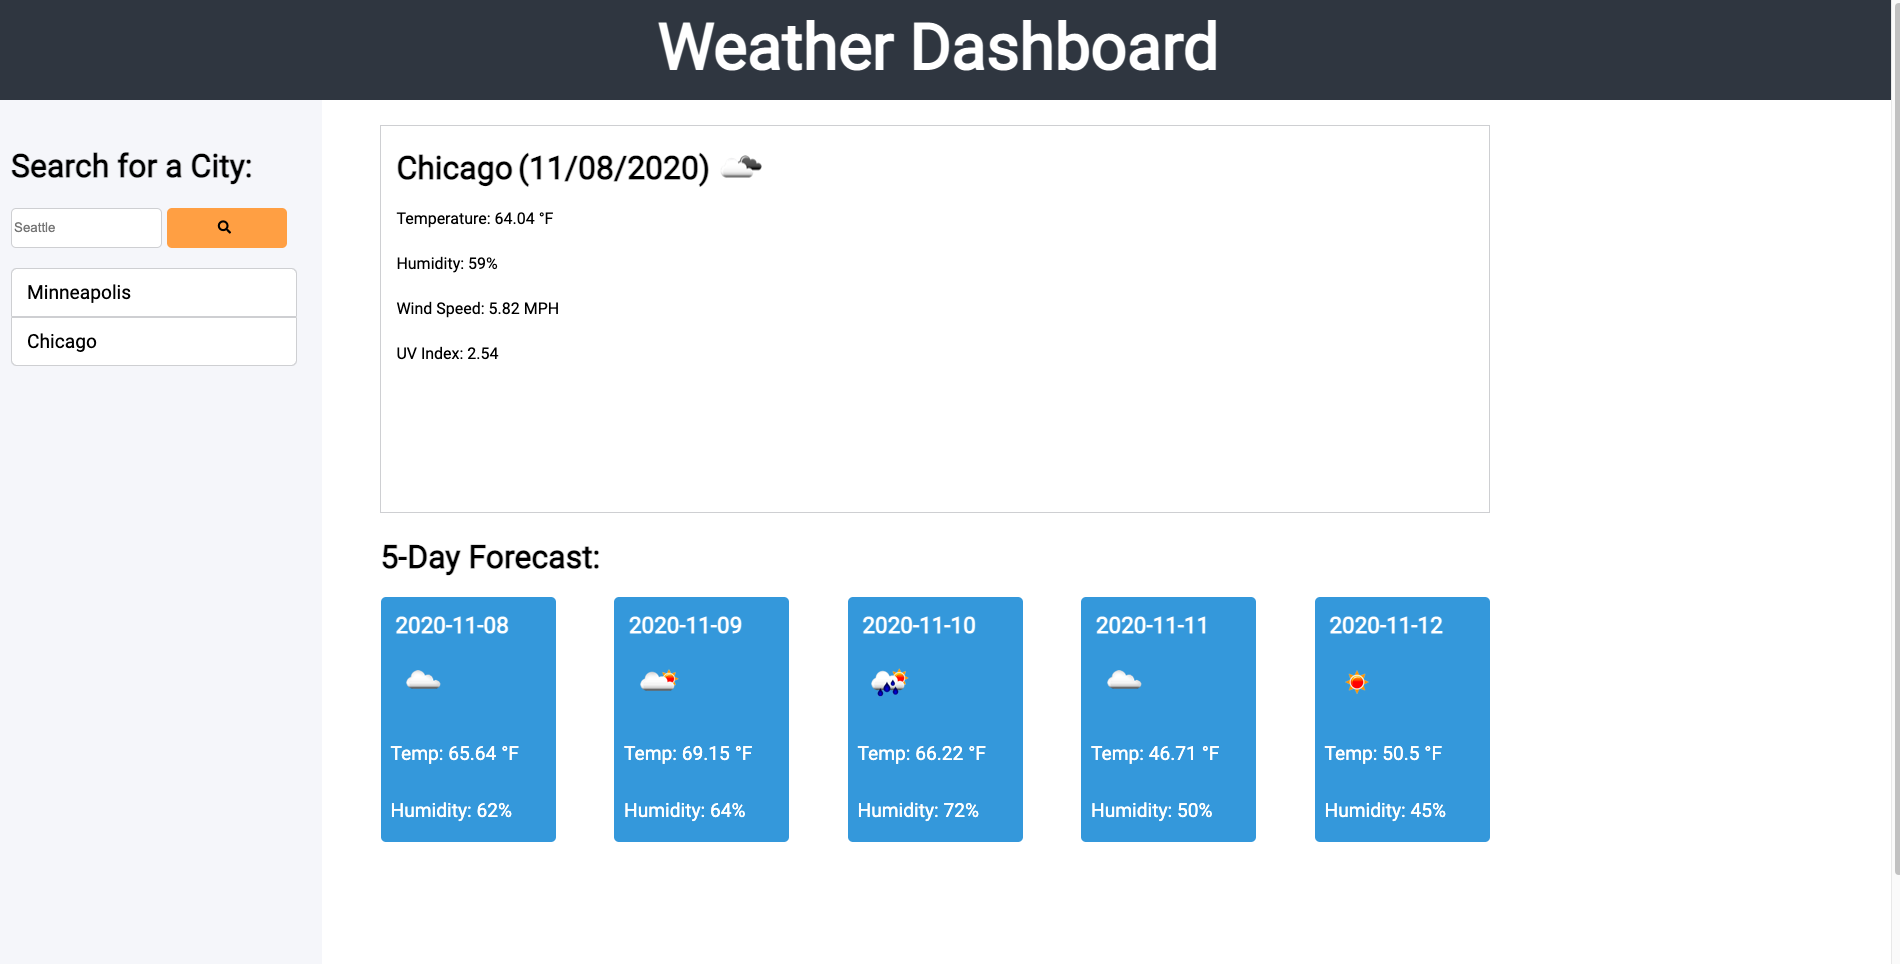 Weather Dashboard
Search for a City:
Seattle
Minneapolis
Chicago
Chicago (11/08/2020)
Temperature: 64.04 °F
Humidity: 59%
Wind Speed: 5.82 MPH
UV Index: 2.54
5-Day Forecast:
2020-11-08
Temp: 65.64 °F
Humidity: 62%
2020-11-09
Temp: 69.15 °F
Humidity: 64%
2020-11-10
Temp: 66.22 °F
Humidity: 72%
2020-11-11
Temp: 46.71 °F
Humidity: 50%
2020-11-12
Temp: 50.5 °F
Humidity: 45%